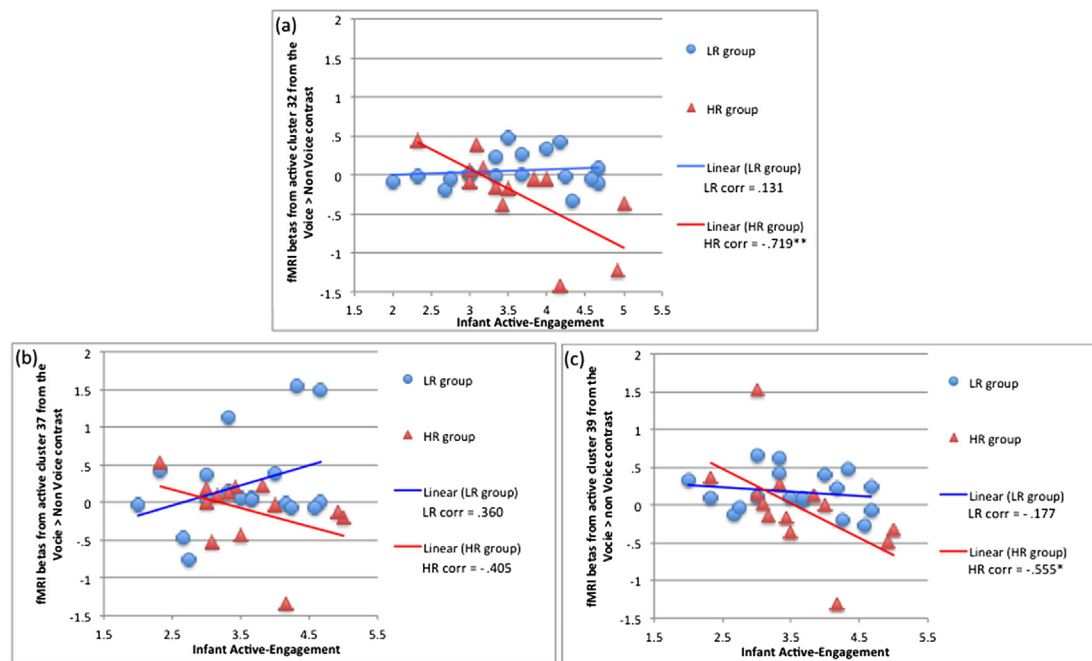 (a)
fMRI betas from active cluster 32 from the
Voice > Non Voice contrast
2
1.5
1
.5
0
-.5
-1
-1.5
1.5 2 2.5 3 3.5 4 4.5 5 5.5
Infant Active-Engagement
LR group
HR group
Linear (LR group)
LR corr = .131
Linear (HR group)
HR corr = -.719**
(b)
fMRI betas from active cluster 37 from the
Vocie > Non Voice contrast
2
1.5
1
.5
0
-.5
-1
-1.5
1.5 2.5 3.5 4.5 5.5
Infant Active-Engagement
LR group
HR group
Linear (LR group)
LR corr = .360
Linear (HR group)
HR corr = -.405
(c)
fMRI betas from active cluster 39 from the
Vocie > Non Voice contrast
2
1.5
1
.5
0
-.5
-1
-1.5
1.5 2.5 3.5 4.5 5.5
Infant Active-Engagement
LR group
HR group
Linear (LR group)
LR corr = -.177
Linear (HR group)
HR corr = -.555*